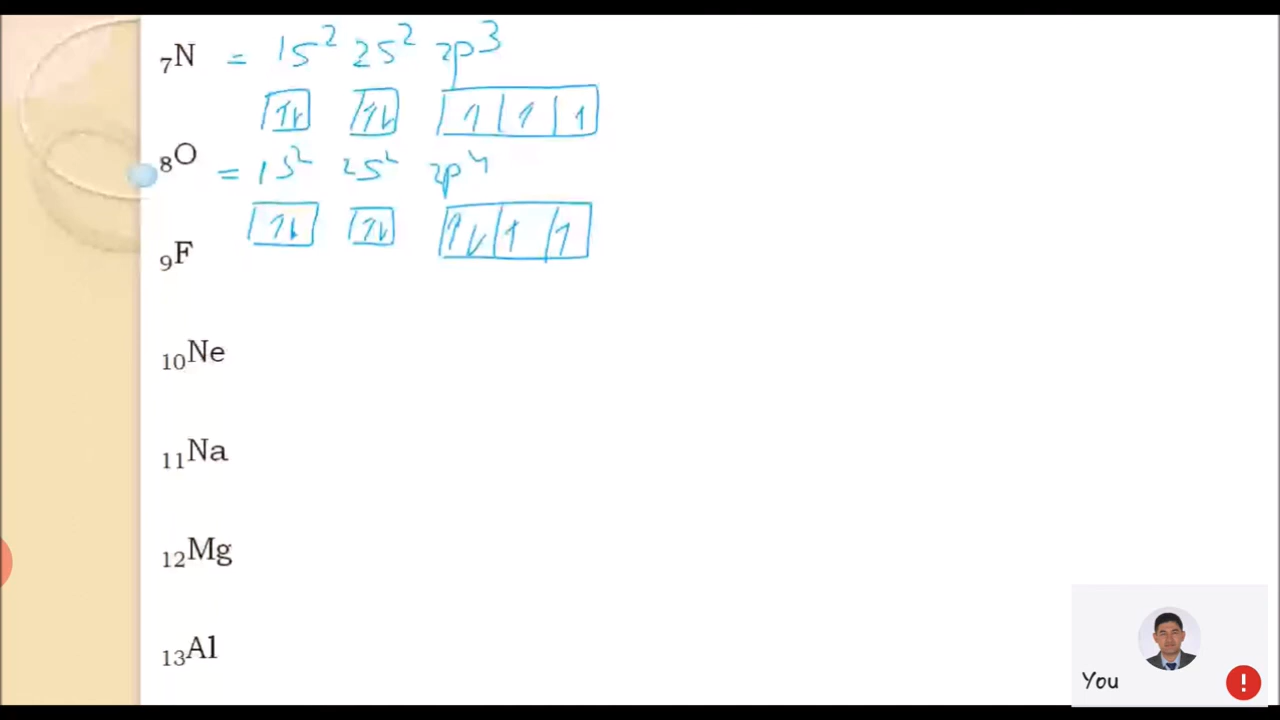 ₇N = 1s² 2s² 2p³
↑↓ ↑↓ ↑ ↑ ↑
₈O = 1s² 2s² 2p⁴
↑↓ ↑↓ ↑↓ ↑ ↑
₉F
₁₀Ne
₁₁Na
₁₂Mg
₁₃Al
You
!